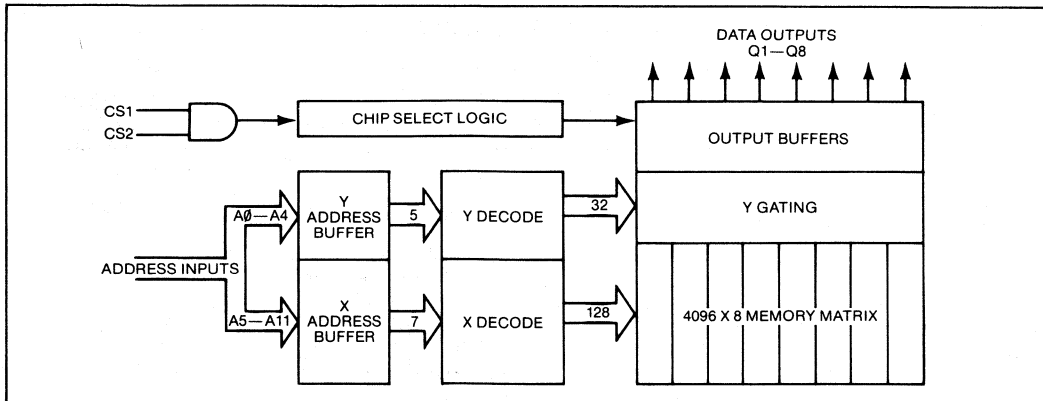 DATA OUTPUTS
Q1—Q8
CS1
CS2
CHIP SELECT LOGIC
OUTPUT BUFFERS
AØ—A4
Y
ADDRESS
BUFFER
5
Y DECODE
32
Y GATING
ADDRESS INPUTS
A5—A11
X
ADDRESS
BUFFER
7
X DECODE
128
4096 X 8 MEMORY MATRIX